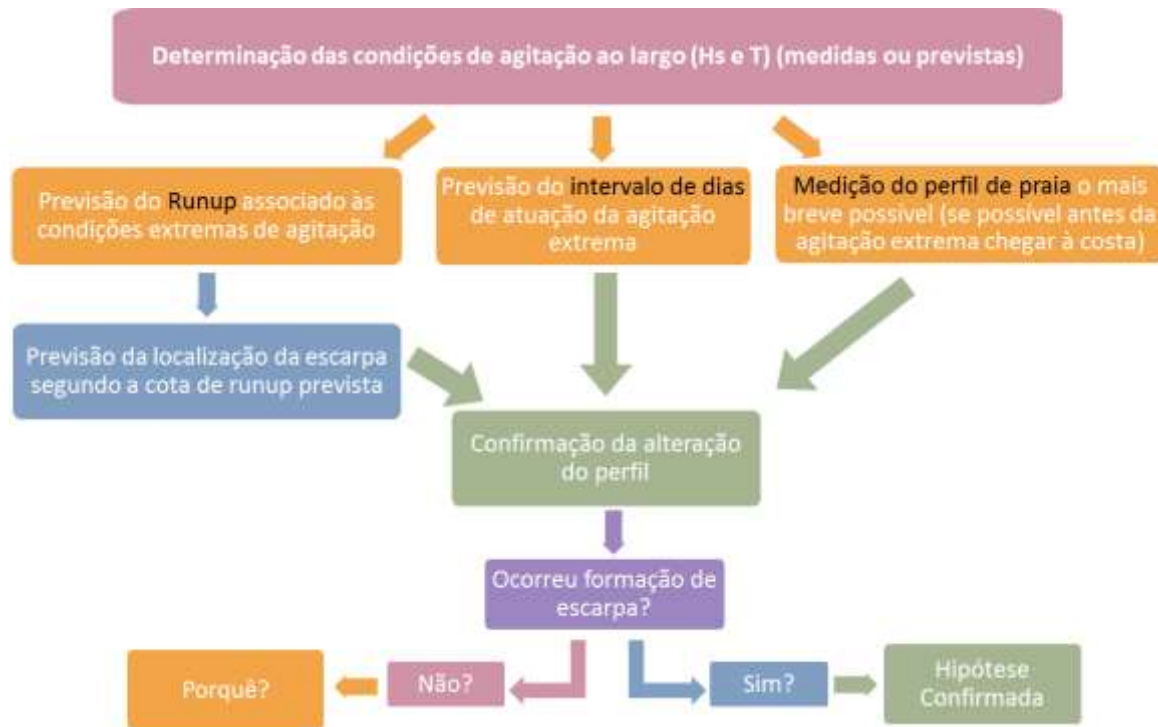 Determinação das condições de agitação ao largo (Hs e T) (medidas ou previstas)
Previsão do Runup associado às
condições extremas de agitação
Previsão do intervalo de dias
de atuação da agitação
extrema
Medição do perfil de praia o mais
breve possível (se possível antes da
agitação extrema chegar à costa)
Previsão da localização da escarpa
segundo a cota de runup prevista
Confirmação da alteração
do perfil
Ocorreu formação de
escarpa?
Porquê?
Não?
Sim?
Hipótese
Confirmada